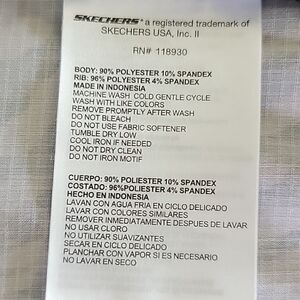 SKECHERS® a registered trademark of
SKECHERS USA, Inc. II
RN# 118930
BODY: 90% POLYESTER 10% SPANDEX
RIB: 96% POLYESTER 4% SPANDEX
MADE IN INDONESIA
MACHINE WASH COLD GENTLE CYCLE
WASH WITH LIKE COLORS
REMOVE PROMPTLY AFTER WASH
DO NOT BLEACH
DO NOT USE FABRIC SOFTENER
TUMBLE DRY LOW
COOL IRON IF NEEDED
DO NOT DRY CLEAN
DO NOT IRON MOTIF
CUERPO: 90% POLIESTER 10% SPANDEX
COSTADO: 96%POLIESTER 4% SPANDEX
HECHO EN INDONESIA
LAVAN CON AGUA FRIA EN CICLO DELICADO
LAVAR CON COLORES SIMILARES
REMOVER INMEDIATAMENTE DESPUES DE LAVAR
NO USAR CLORO
NO UTILIZAR SUAVIZANTES
SECAR EN CICLO DELICADO
PLANCHAR CON VAPOR SI ES NECESARIO
NO LAVAR EN SECO